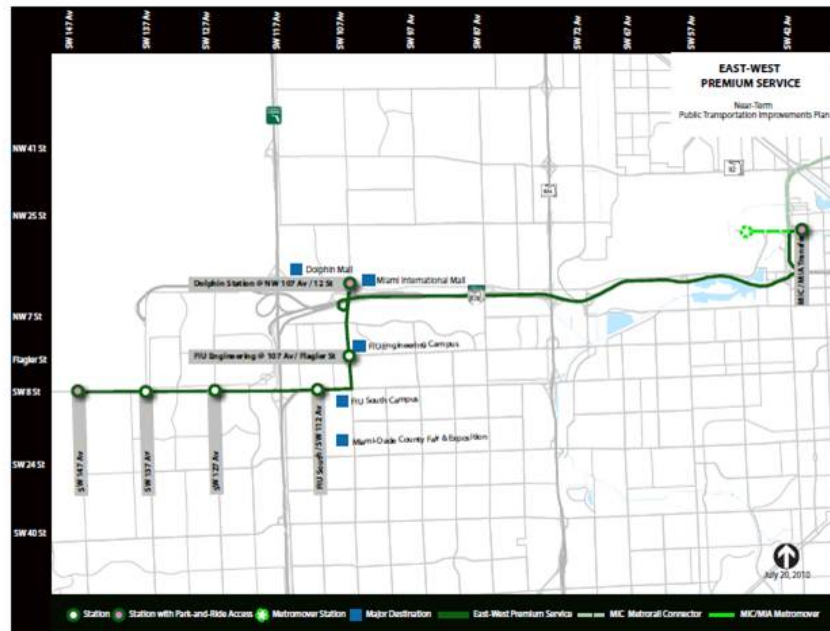 SW 147 Av
SW 137 Av
SW 127 Av
SW 117 Av
SW 107 Av
SW 97 Av
SW 87 Av
SW 72 Av
SW 67 Av
SW 57 Av
SW 42 Av
EAST-WEST
PREMIUM SERVICE
Near-Term
Public Transportation Improvements Plan
NW 41 St
NW 25 St
NW 7 St
Flagler St
SW 8 St
SW 24 St
SW 40 St
Dolphin Mall
Dolphin Station @ NW 107 Av / 12 St
Miami International Mall
MIC / MIA Transfer
FIU Engineering Campus
FIU Engineering @ 107 Av / Flagler St
FIU South Campus
Miami-Dade County Fair & Exposition
SW 147 Av
SW 137 Av
SW 127 Av
FIU South / SW 112 Av
July 20, 2010
Station
Station with Park-and-Ride Access
Metromover Station
Major Destination
East-West Premium Service
MIC Metrorail Connector
MIC/MIA Metromover